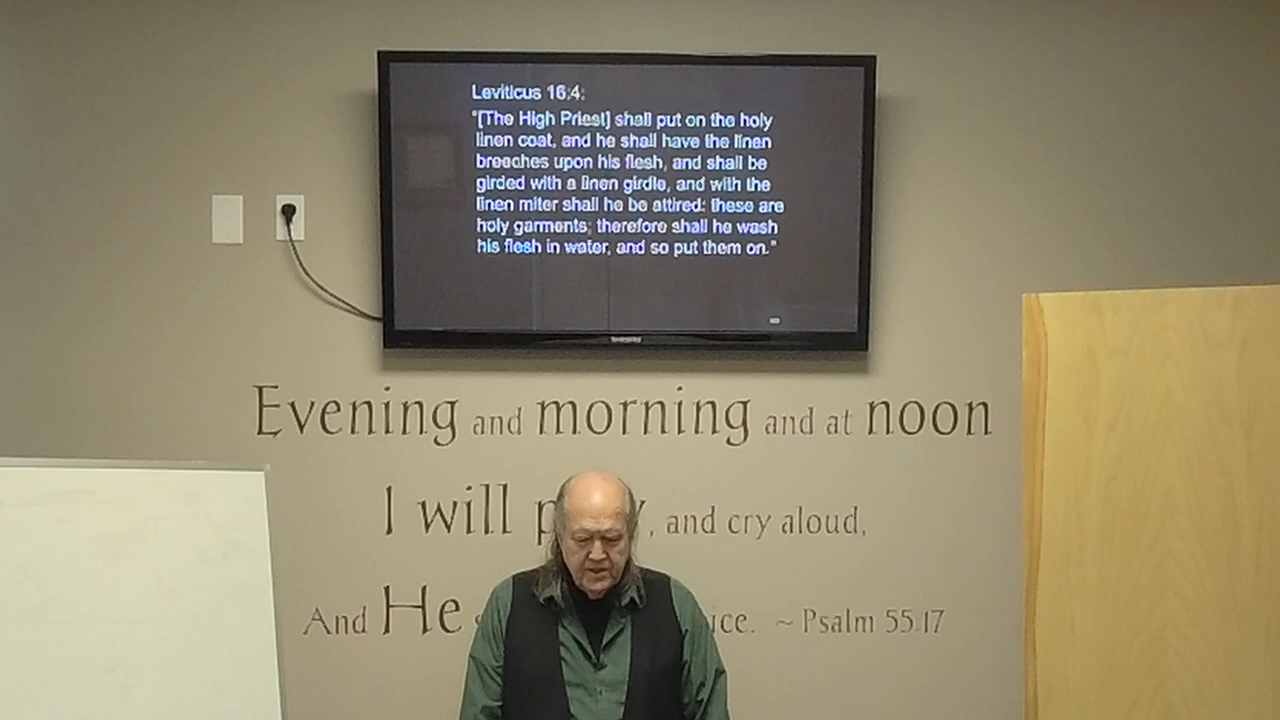 Leviticus 16:4:
"[The High Priest] shall put on the holy
linen coat, and he shall have the linen
breeches upon his flesh, and shall be
girded with a linen girdle, and with the
linen miter shall he be attired: these are
holy garments; therefore shall he wash
his flesh in water, and so put them on."
Evening and morning and at noon
I will , and cry aloud,
And He ~ Psalm 55:17